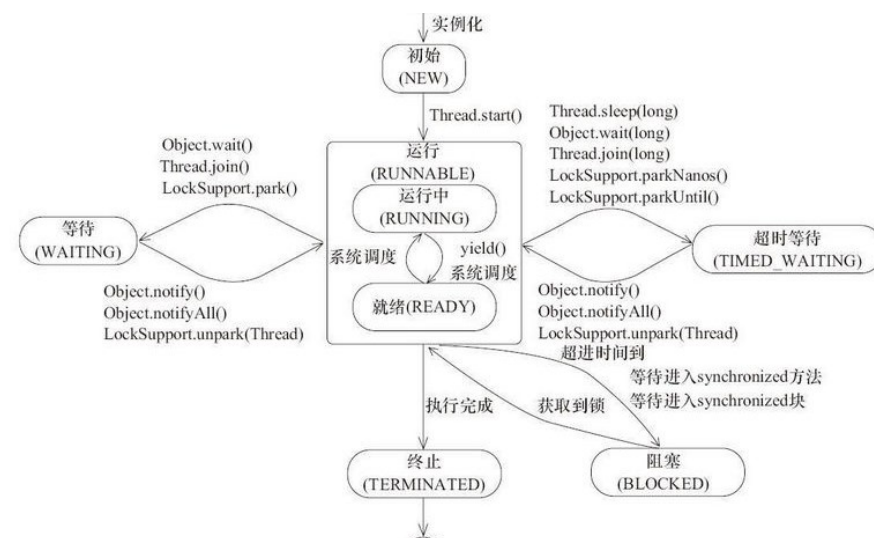 实例化
初始
(NEW)
Thread.start()
Object.wait()
Thread.join()
LockSupport.park()
运行
(RUNNABLE)
运行中
(RUNNING)
系统调度
yield()
系统调度
就绪(READY)
Thread.sleep(long)
Object.wait(long)
Thread.join(long)
LockSupport.parkNanos()
LockSupport.parkUntil()
等待
(WAITING)
超时等待
(TIMED_WAITING)
Object.notify()
Object.notifyAll()
LockSupport.unpark(Thread)
Object.notify()
Object.notifyAll()
LockSupport.unpark(Thread)
超进时间到
等待进入synchronized方法
等待进入synchronized块
执行完成
获取到锁
终止
(TERMINATED)
阻塞
(BLOCKED)